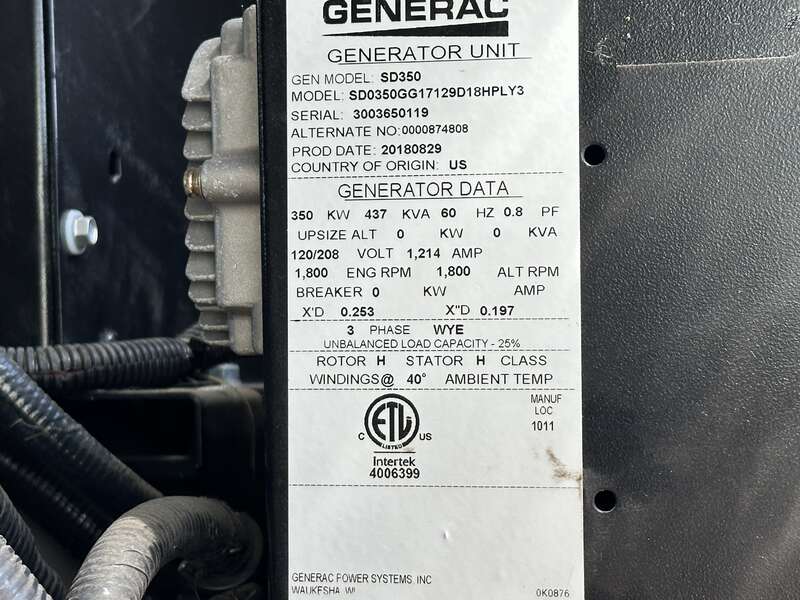 GENERAC
GENERATOR UNIT
GEN MODEL: SD350
MODEL: SD0350GG17129D18HPLY3
SERIAL: 3003650119
ALTERNATE NO:0000874808
PROD DATE: 20180829
COUNTRY OF ORIGIN: US
GENERATOR DATA
350 KW 437 KVA 60 HZ 0.8 PF
UPSIZE ALT 0 KW 0 KVA
120/208 VOLT 1,214 AMP
1,800 ENG RPM 1,800 ALT RPM
BREAKER 0 KW AMP
X'D 0.253 X"D 0.197
3 PHASE WYE
UNBALANCED LOAD CAPACITY - 25%
ROTOR H STATOR H CLASS
WINDINGS@ 40° AMBIENT TEMP
MANUF
LOC
1011
C ETL US
LISTED
Intertek
4006399
GENERAC POWER SYSTEMS, INC
WAUKESHA, WI
0K0876